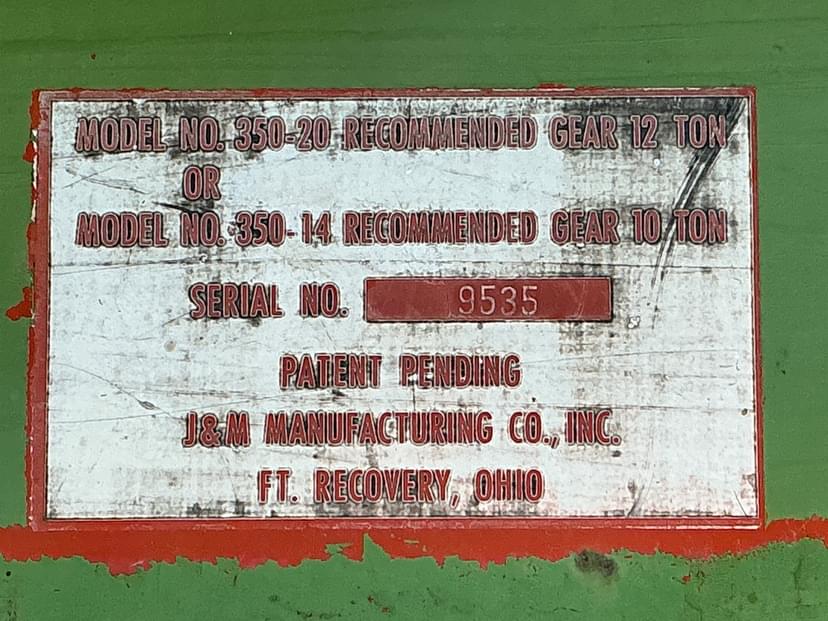 MODEL NO. 350-20 RECOMMENDED GEAR 12 TON
OR
MODEL NO. 350-14 RECOMMENDED GEAR 10 TON
SERIAL NO. 9535
PATENT PENDING
J&M MANUFACTURING CO., INC.
FT. RECOVERY, OHIO